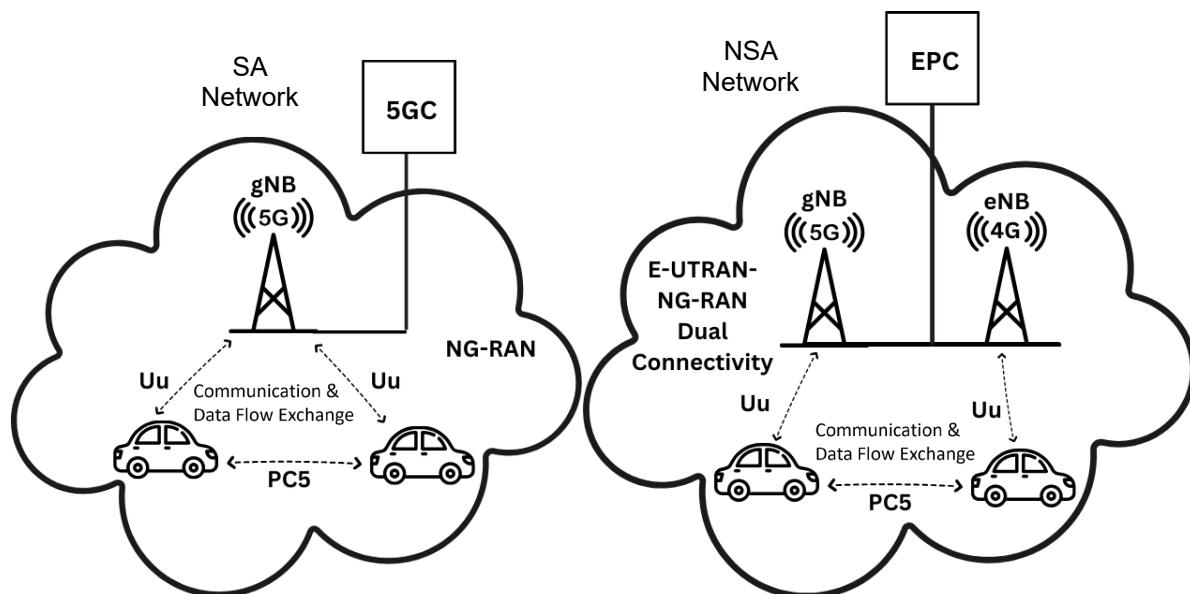 SA
Network
5GC
gNB
5G
NG-RAN
Uu
Uu
Communication &
Data Flow Exchange
PC5
NSA
Network
EPC
gNB
5G
eNB
4G
E-UTRAN-
NG-RAN
Dual
Connectivity
Uu
Uu
Communication &
Data Flow Exchange
PC5